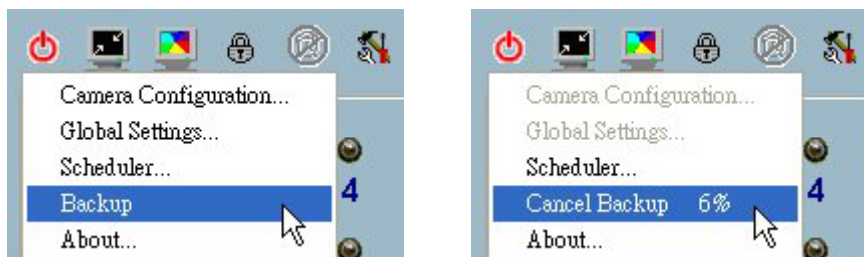 Camera Configuration...
Global Settings...
Scheduler...
Backup
About...
4
Camera Configuration...
Global Settings...
Scheduler...
Cancel Backup 6%
About...
4